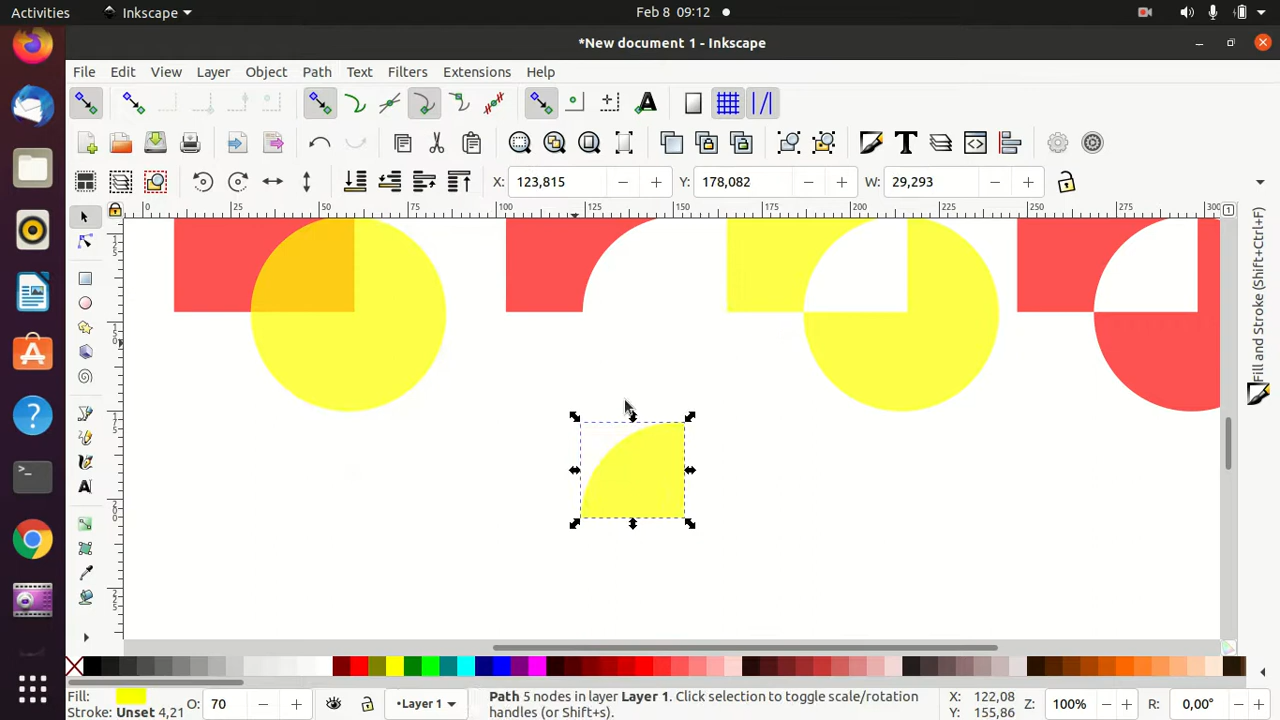 Activities Inkscape Feb 8 09:12
*New document 1 - Inkscape
File Edit View Layer Object Path Text Filters Extensions Help
X: 123,815 Y: 178,082 W: 29,293
0 25 50 75 100 125 150 175 200 225 250 275 300
Fill and Stroke (Shift+Ctrl+F)
Fill: O: 70 •Layer 1 Path 5 nodes in layer Layer 1. Click selection to toggle scale/rotation X: 122,08 Z: 100% R: 0,00°
Stroke: Unset 4,21 handles (or Shift+s). Y: 155,86